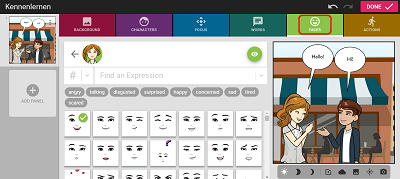 Kennenlernen
DONE
BACKGROUND
CHARACTERS
FOCUS
WORDS
FACES
ACTIONS
# Find an Expression
angry talking disgusted surprised happy concerned sad tired
scared
ADD PANEL
Hallo!
Hi!